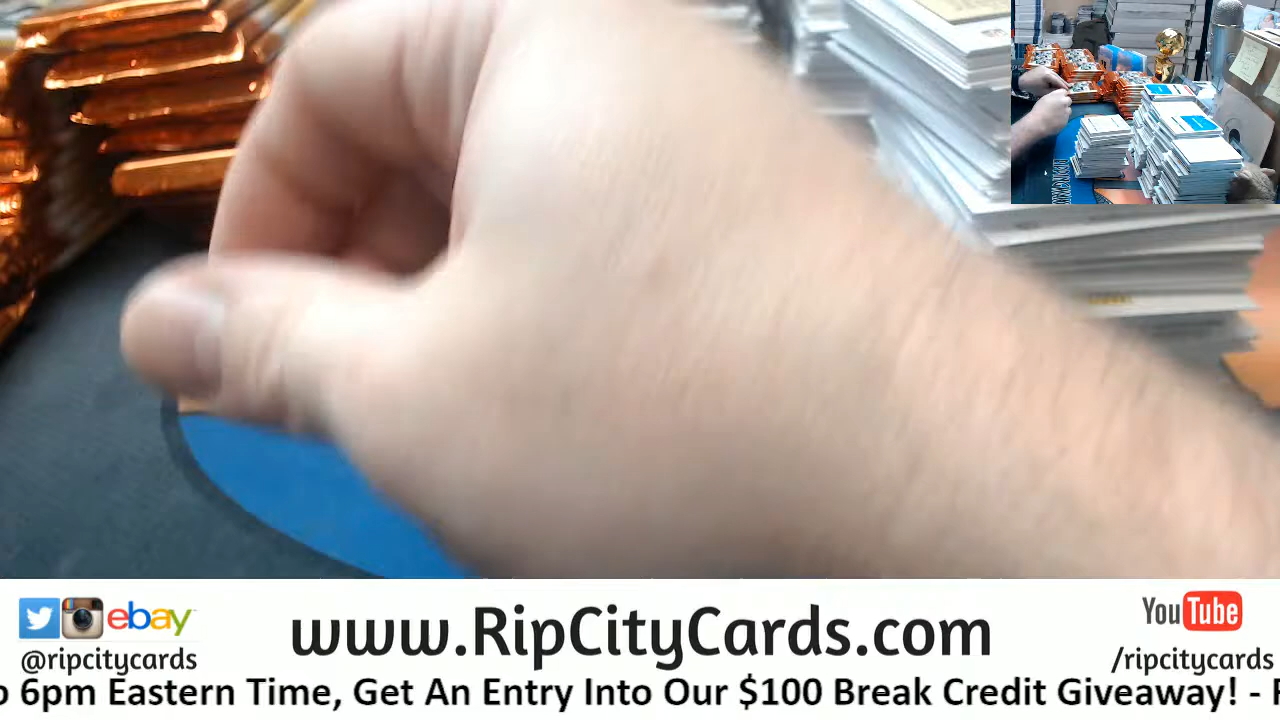 ebay
www.RipCityCards.com
YouTube
@ripcitycards
/ripcitycards
6pm Eastern Time, Get An Entry Into Our $100 Break Credit Giveaway! -